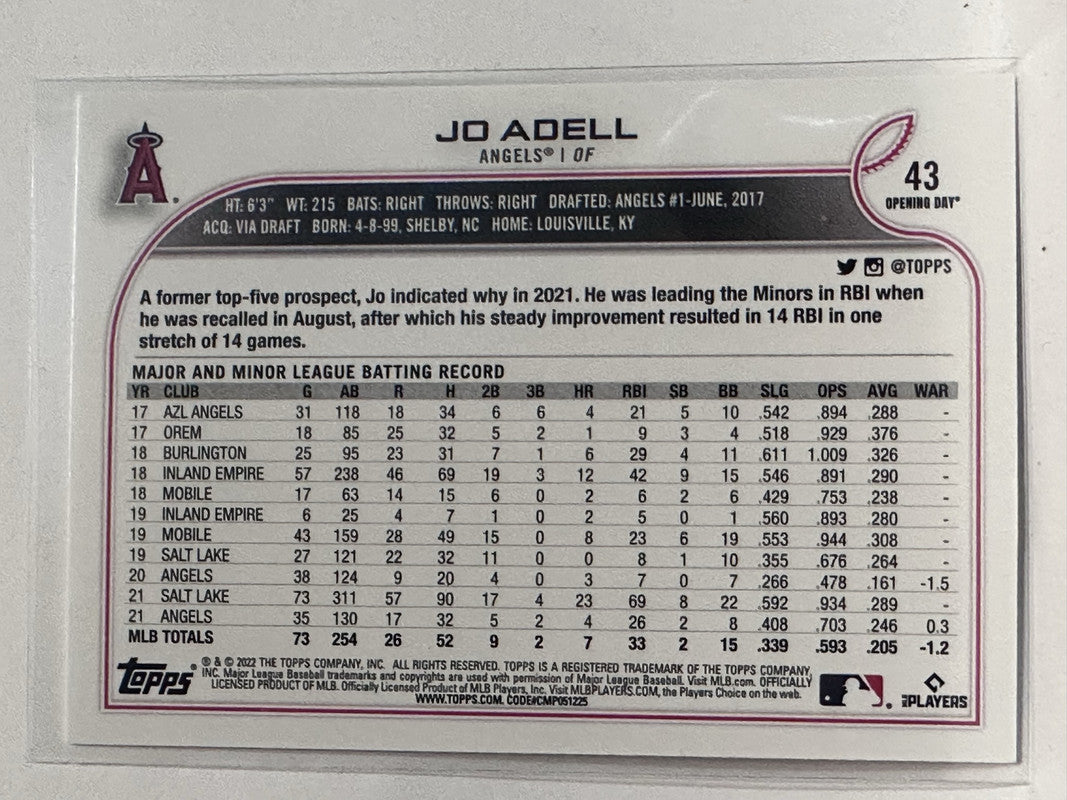 A.
JO ADELL
ANGELS® | OF
43
OPENING DAY®
HT: 6'3" WT: 215 BATS: RIGHT THROWS: RIGHT DRAFTED: ANGELS #1-JUNE, 2017
ACQ: VIA DRAFT BORN: 4-8-99, SHELBY, NC HOME: LOUISVILLE, KY
@TOPPS
A former top-five prospect, Jo indicated why in 2021. He was leading the Minors in RBI when
he was recalled in August, after which his steady improvement resulted in 14 RBI in one
stretch of 14 games.
MAJOR AND MINOR LEAGUE BATTING RECORD
YR CLUB G AB R H 2B 3B HR RBI SB BB SLG OPS AVG WAR
17 AZL ANGELS 31 118 18 34 6 6 4 21 5 10 .542 .894 .288 -
17 OREM 18 85 25 32 5 2 1 9 3 4 .518 .929 .376 -
18 BURLINGTON 25 95 23 31 7 1 6 29 4 11 .611 1.009 .326 -
18 INLAND EMPIRE 57 238 46 69 19 3 12 42 9 15 .546 .891 .290 -
18 MOBILE 17 63 14 15 6 0 2 6 2 6 .429 .753 .238 -
19 INLAND EMPIRE 6 25 4 7 1 0 2 5 0 1 .560 .893 .280 -
19 MOBILE 43 159 28 49 15 0 8 23 6 19 .553 .944 .308 -
19 SALT LAKE 27 121 22 32 11 0 0 8 1 10 .355 .676 .264 -
20 ANGELS 38 124 9 20 4 0 3 7 0 7 .266 .478 .161 -1.5
21 SALT LAKE 73 311 57 90 17 4 23 69 8 22 .592 .934 .289 -
21 ANGELS 35 130 17 32 5 2 4 26 2 8 .408 .703 .246 0.3
MLB TOTALS 73 254 26 52 9 2 7 33 2 15 .339 .593 .205 -1.2
Topps®
® & © 2022 THE TOPPS COMPANY, INC. ALL RIGHTS RESERVED. TOPPS IS A REGISTERED TRADEMARK OF THE TOPPS COMPANY,
INC. Major League Baseball trademarks and copyrights are used with permission of Major League Baseball. Visit MLB.com. OFFICIALLY
LICENSED PRODUCT OF MLB. Officially Licensed Product of MLB Players, Inc. Visit MLBPLAYERS.COM, the Players Choice on the web.
WWW.TOPPS.COM. CODE#CMP051225
MLB PLAYERS